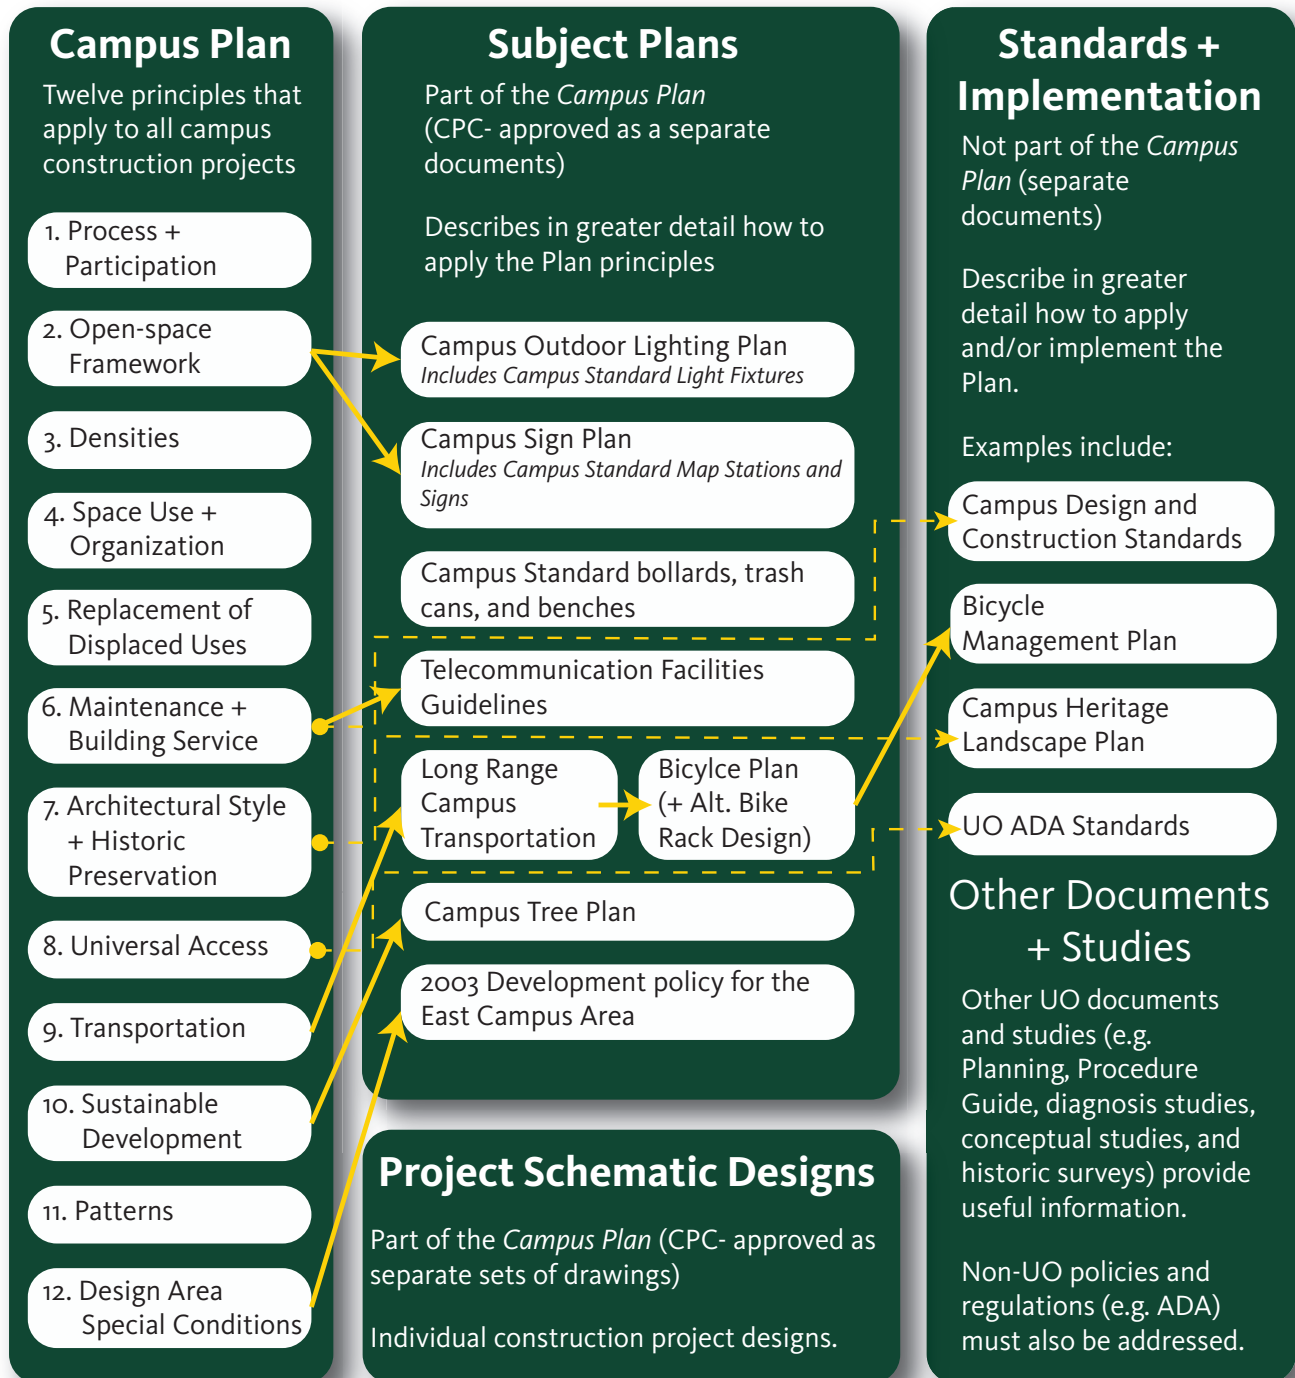 Campus Plan
Twelve principles that
apply to all campus
construction projects
1. Process +
Participation
2. Open-space
Framework
3. Densities
4. Space Use +
Organization
5. Replacement of
Displaced Uses
6. Maintenance +
Building Service
7. Architectural Style
+ Historic
Preservation
8. Universal Access
9. Transportation
10. Sustainable
Development
11. Patterns
12. Design Area
Special Conditions
Subject Plans
Part of the Campus Plan
(CPC- approved as a separate
documents)
Describes in greater detail how to
apply the Plan principles
Campus Outdoor Lighting Plan
Includes Campus Standard Light Fixtures
Campus Sign Plan
Includes Campus Standard Map Stations and
Signs
Campus Standard bollards, trash
cans, and benches
Telecommunication Facilities
Guidelines
Long Range
Campus
Transportation
Bicylce Plan
(+ Alt. Bike
Rack Design)
Campus Tree Plan
2003 Development policy for the
East Campus Area
Project Schematic Designs
Part of the Campus Plan (CPC- approved as
separate sets of drawings)
Individual construction project designs.
Standards +
Implementation
Not part of the Campus
Plan (separate
documents)
Describe in greater
detail how to apply
and/or implement the
Plan.
Examples include:
Campus Design and
Construction Standards
Bicycle
Management Plan
Campus Heritage
Landscape Plan
UO ADA Standards
Other Documents
+ Studies
Other UO documents
and studies (e.g.
Planning, Procedure
Guide, diagnosis studies,
conceptual studies, and
historic surveys) provide
useful information.
Non-UO policies and
regulations (e.g. ADA)
must also be addressed.